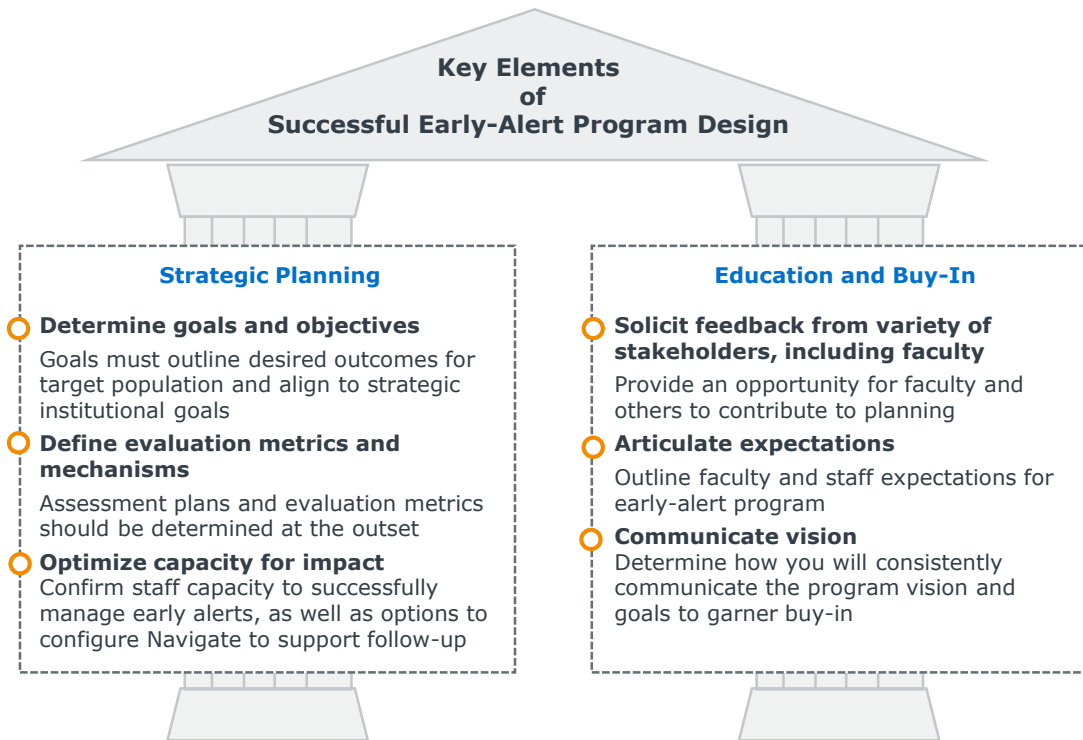 Key Elements
of
Successful Early-Alert Program Design
Strategic Planning
Determine goals and objectives
Goals must outline desired outcomes for
target population and align to strategic
institutional goals
Define evaluation metrics and
mechanisms
Assessment plans and evaluation metrics
should be determined at the outset
Optimize capacity for impact
Confirm staff capacity to successfully
manage early alerts, as well as options to
configure Navigate to support follow-up
Education and Buy-In
Solicit feedback from variety of
stakeholders, including faculty
Provide an opportunity for faculty and
others to contribute to planning
Articulate expectations
Outline faculty and staff expectations for
early-alert program
Communicate vision
Determine how you will consistently
communicate the program vision and
goals to garner buy-in